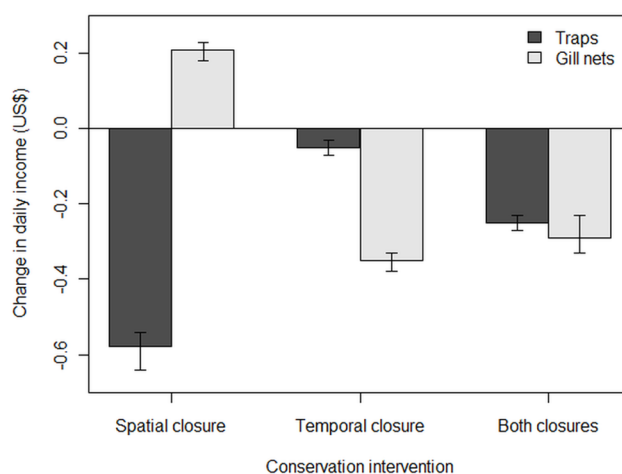 Traps
Gill nets
Change in daily income (US$)
0.2
0.0
-0.2
-0.4
-0.6
Spatial closure
Temporal closure
Both closures
Conservation intervention